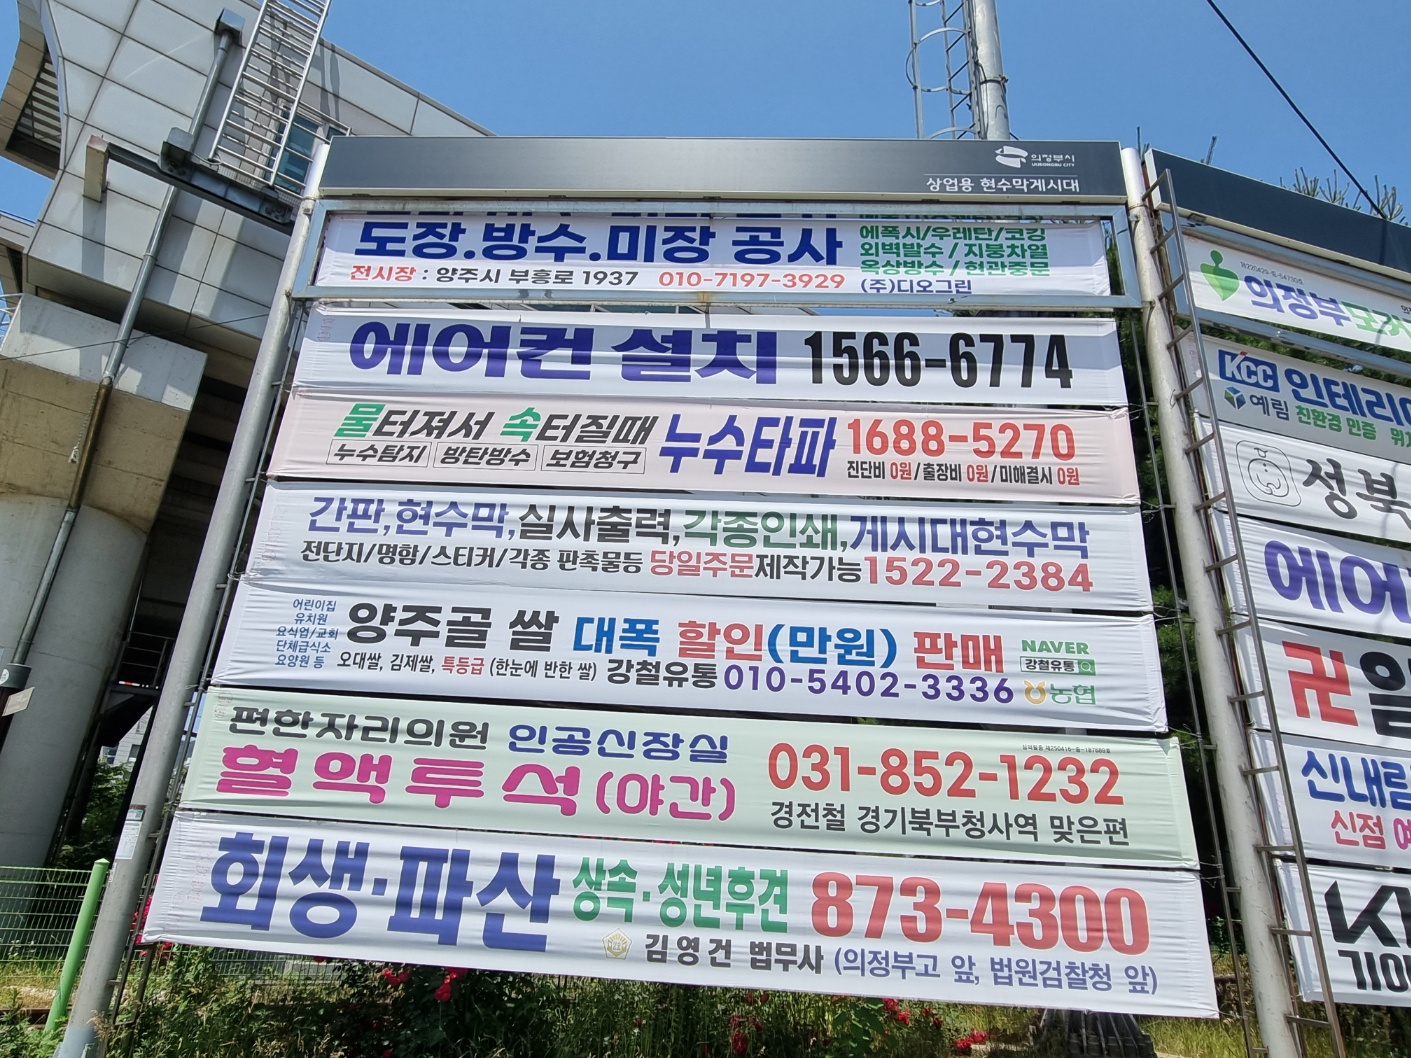 의정부시
UIJEONGBU CITY
상업용 현수막게시대
도장.방수.미장 공사
에폭시/우레탄/코킹
외벽발수/지붕차열
옥상방수/현관중문
전시장 : 양주시 부흥로 1937 010-7197-3929 (주)디오그린
에어컨 설치 1566-6774
물터져서 속터질때 누수타파 1688-5270
누수탐지 방탄방수 보험청구
진단비 0원/출장비 0원/미해결시 0원
간판,현수막,실사출력,각종인쇄,게시대현수막
전단지/명함/스티커/각종 판촉물등 당일주문제작가능 1522-2384
어린이집
유치원
요식업/교회
단체급식소
요양원 등
양주골 쌀 대폭 할인(만원) 판매
오대쌀, 김제쌀, 특등급 (한눈에 반한 쌀) 강철유통 010-5402-3336
NAVER
강철유통
농협
편한자리의원 인공신장실
혈액투석(야간)
031-852-1232
경전철 경기북부청사역 맞은편
회생·파산 상속·성년후견 873-4300
김영건 법무사 (의정부고 앞, 법원검찰청 앞)
의정부
KCC 인테리어
예림 친환경 인증
성북
에어
卍
신내림
신점